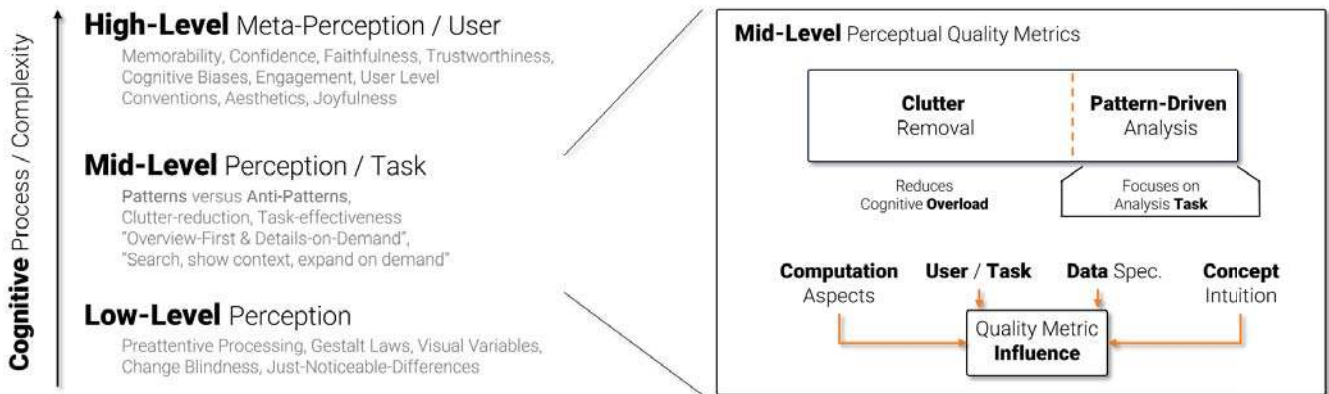 Cognitive Process / Complexity
High-Level Meta-Perception / User
Memorability, Confidence, Faithfulness, Trustworthiness,
Cognitive Biases, Engagement, User Level
Conventions, Aesthetics, Joyfulness
Mid-Level Perception / Task
Patterns versus Anti-Patterns,
Clutter-reduction, Task-effectiveness
"Overview-First & Details-on-Demand",
"Search, show context, expand on demand"
Low-Level Perception
Preattentive Processing, Gestalt Laws, Visual Variables,
Change Blindness, Just-Noticeable-Differences
Mid-Level Perceptual Quality Metrics
Clutter
Removal
Pattern-Driven
Analysis
Reduces
Cognitive Overload
Focuses on
Analysis Task
Computation
Aspects
User / Task
Data Spec.
Concept
Intuition
Quality Metric
Influence